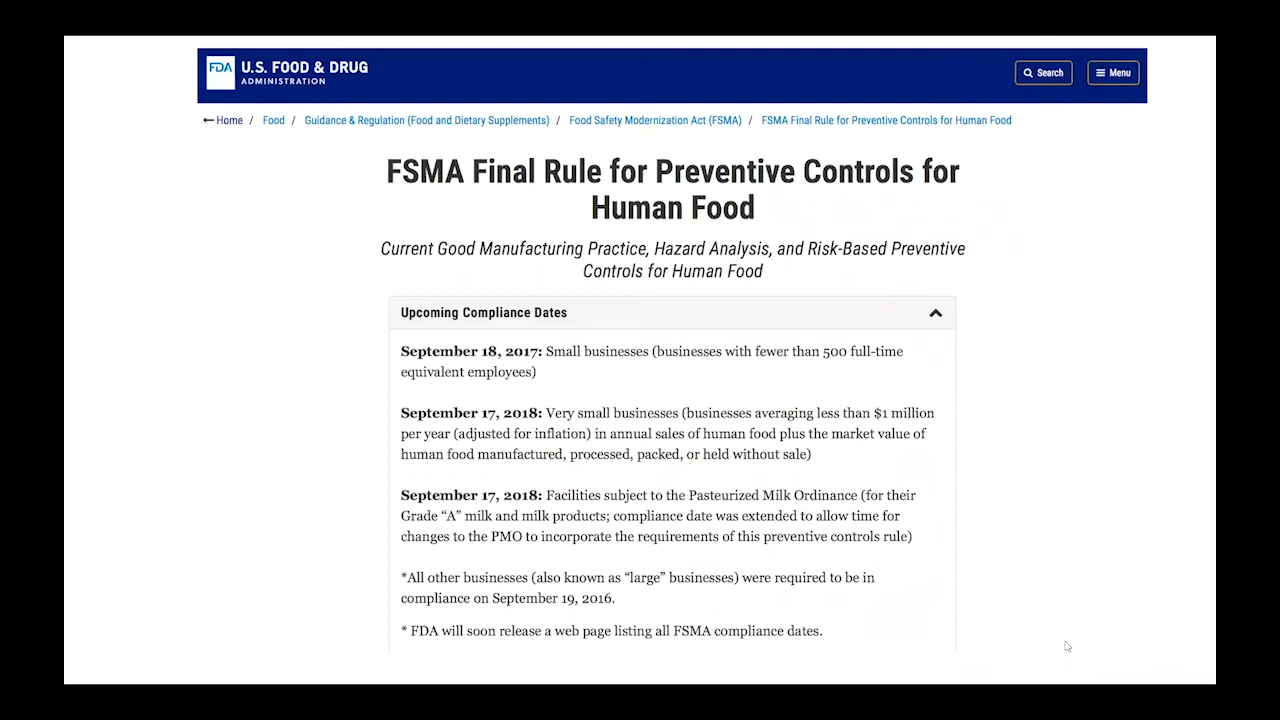 FDA
U.S. FOOD & DRUG
ADMINISTRATION
Search
Menu
Home / Food / Guidance & Regulation (Food and Dietary Supplements) / Food Safety Modernization Act (FSMA) / FSMA Final Rule for Preventive Controls for Human Food
FSMA Final Rule for Preventive Controls for
Human Food
Current Good Manufacturing Practice, Hazard Analysis, and Risk-Based Preventive
Controls for Human Food
Upcoming Compliance Dates
September 18, 2017: Small businesses (businesses with fewer than 500 full-time
equivalent employees)
September 17, 2018: Very small businesses (businesses averaging less than $1 million
per year (adjusted for inflation) in annual sales of human food plus the market value of
human food manufactured, processed, packed, or held without sale)
September 17, 2018: Facilities subject to the Pasteurized Milk Ordinance (for their
Grade “A” milk and milk products; compliance date was extended to allow time for
changes to the PMO to incorporate the requirements of this preventive controls rule)
*All other businesses (also known as “large” businesses) were required to be in
compliance on September 19, 2016.
* FDA will soon release a web page listing all FSMA compliance dates.